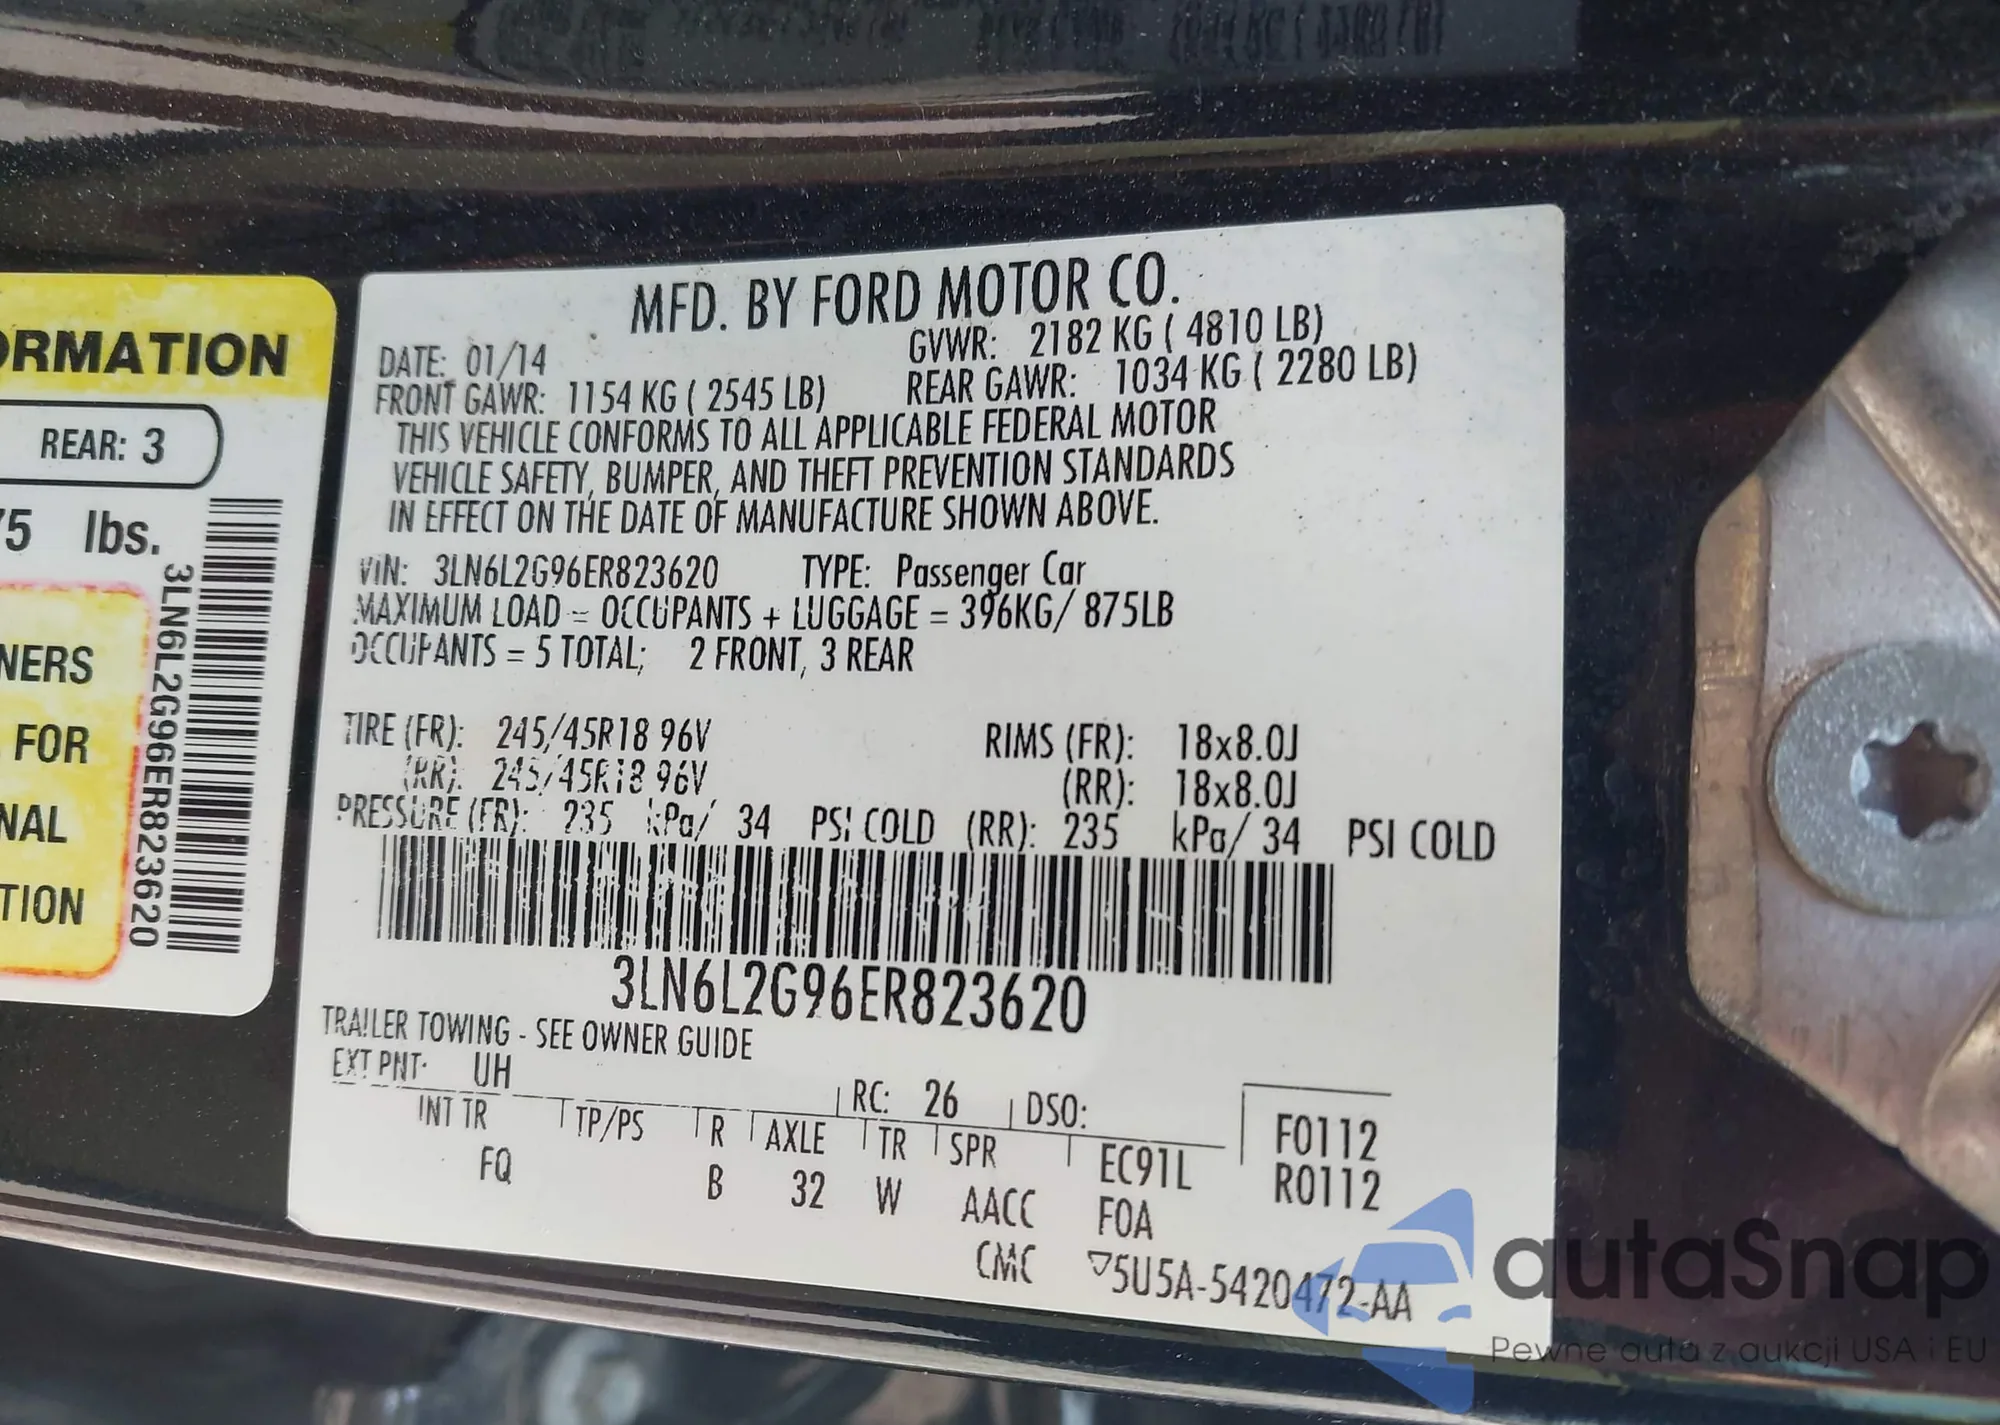 ORMATION
REAR: 3
75 lbs.
NERS
FOR
NAL
TION
3LN6L2G96ER823620
MFD. BY FORD MOTOR CO.
DATE: 01/14 GVWR: 2182 KG ( 4810 LB)
FRONT GAWR: 1154 KG ( 2545 LB) REAR GAWR: 1034 KG ( 2280 LB)
THIS VEHICLE CONFORMS TO ALL APPLICABLE FEDERAL MOTOR
VEHICLE SAFETY, BUMPER, AND THEFT PREVENTION STANDARDS
IN EFFECT ON THE DATE OF MANUFACTURE SHOWN ABOVE.
VIN: 3LN6L2G96ER823620 TYPE: Passenger Car
MAXIMUM LOAD = OCCUPANTS + LUGGAGE = 396KG/ 875LB
OCCUPANTS = 5 TOTAL; 2 FRONT, 3 REAR
TIRE (FR): 245/45R18 96V RIMS (FR): 18x8.0J
(RR): 245/45R18 96V (RR): 18x8.0J
PRESSURE (FR): 235 kPa/ 34 PSI COLD (RR): 235 kPa/ 34 PSI COLD
3LN6L2G96ER823620
TRAILER TOWING - SEE OWNER GUIDE
EXT PNT: UH RC: 26 DSO:
INT TR TP/PS R AXLE TR SPR EC91L F0112
FQ B 32 W AACC FOA R0112
CMC ▽5U5A-5420472-AA
autaSnap
Pewne auta z aukcji USA i EU